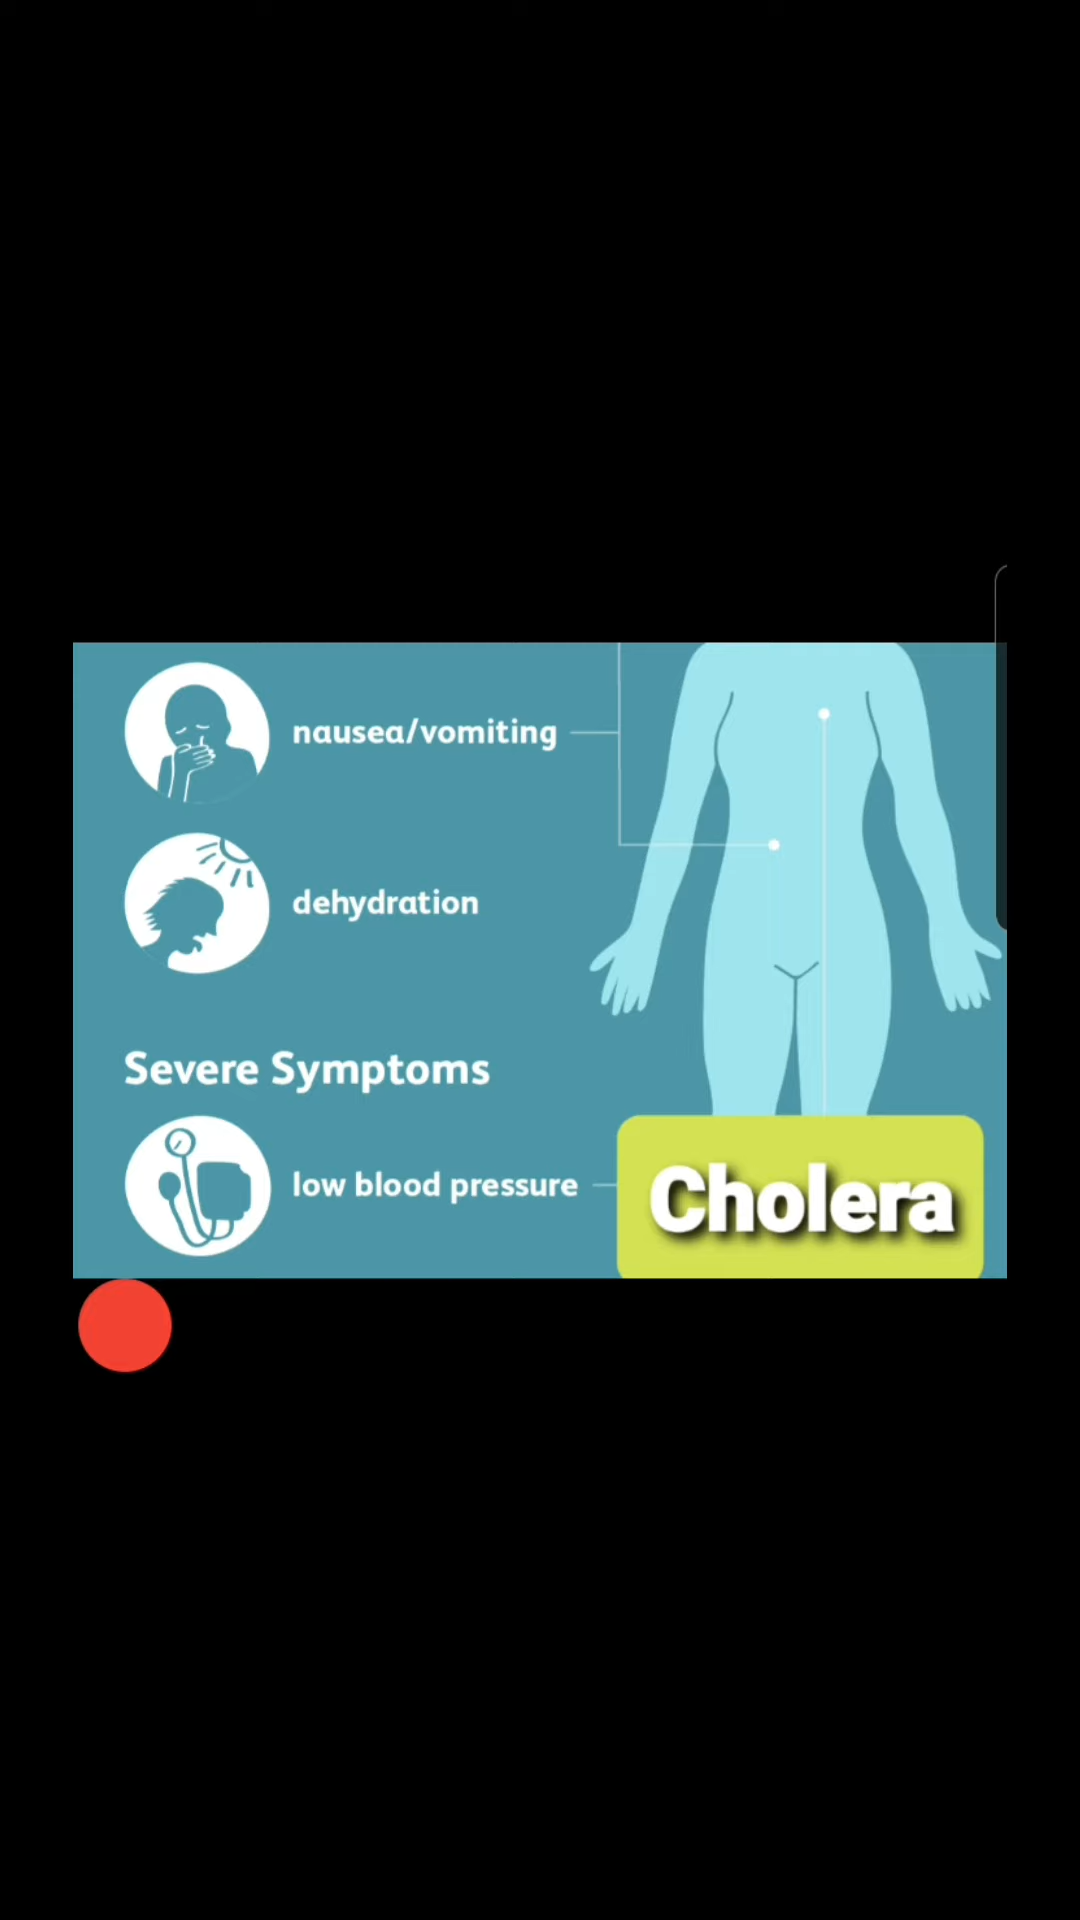 nausea/vomiting
dehydration
Severe Symptoms
low blood pressure
Cholera